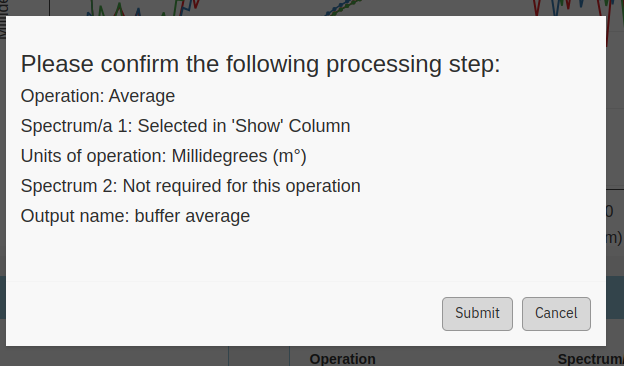 Please confirm the following processing step:
Operation: Average
Spectrum/a 1: Selected in 'Show' Column
Units of operation: Millidegrees (m°)
Spectrum 2: Not required for this operation
Output name: buffer average
0
m)
Submit
Cancel
Operation
Spectrum/